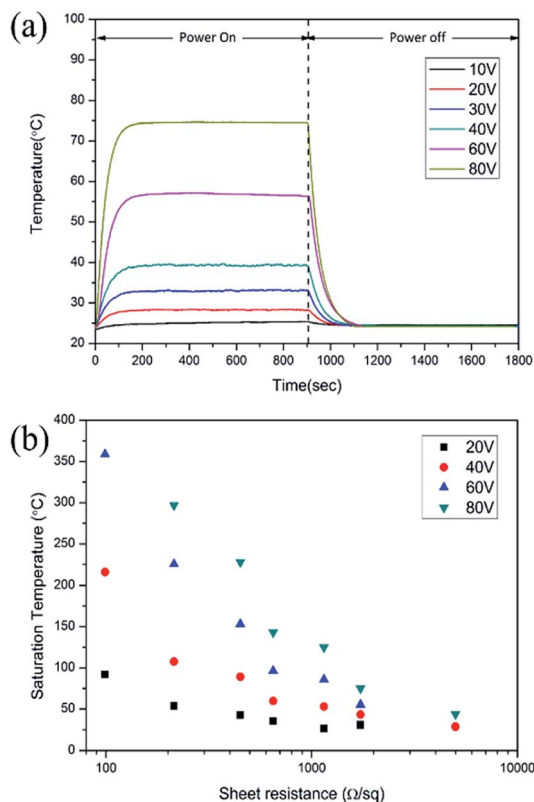 (a)
Power On
Power off
10V
20V
30V
40V
60V
80V
Temperature(°C)
100
90
80
70
60
50
40
30
20
0
200
400
600
800
1000
1200
1400
1600
1800
Time(sec)
(b)
20V
40V
60V
80V
Saturation Temperature (°C)
400
350
300
250
200
150
100
50
0
100
1000
10000
Sheet resistance (Ω/sq)